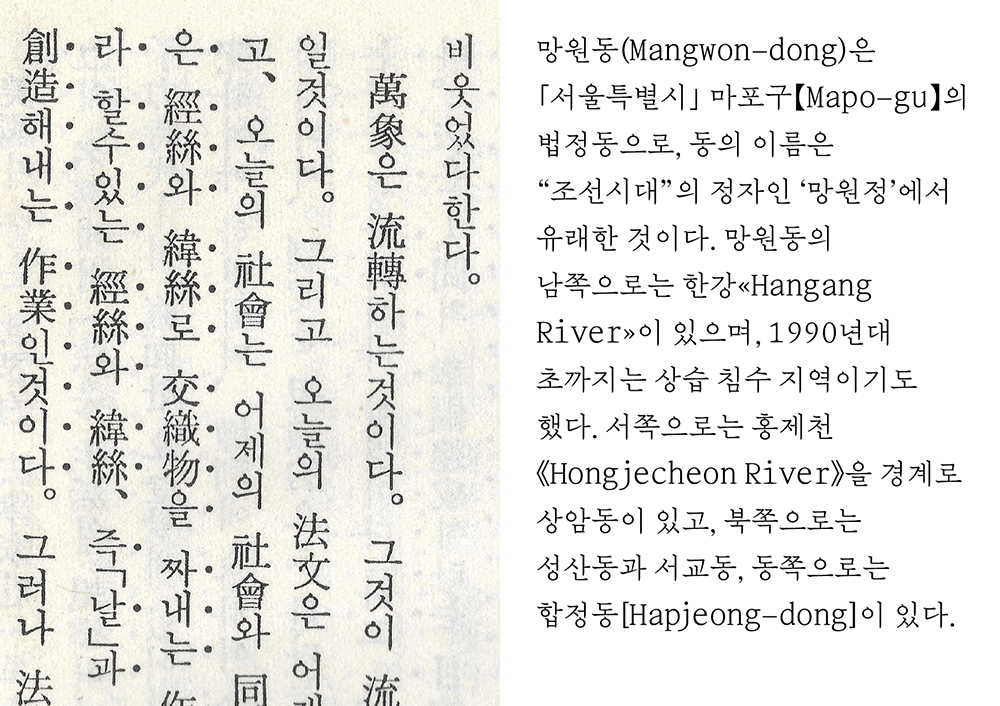 비웃었다한다。
萬象은 流轉하는것이다。 그것이 流
일것이다。 그리고 오늘의 法文은
고、 오늘의 社會는 어제의 社會와 同
은 經絲와 緯絲로 交織物을 짜내는
라 할수있는 經絲와 緯絲、 즉「날」과
創造해내는 作業인것이다。 그러나 法
망원동(Mangwon–dong)은
「서울특별시」 마포구【Mapo–gu】의
법정동으로, 동의 이름은
“조선시대”의 정자인 ‘망원정’에서
유래한 것이다. 망원동의
남쪽으로는 한강«Hangang
River»이 있으며, 1990년대
초까지는 상습 침수 지역이기도
했다. 서쪽으로는 홍제천
《Hongjecheon River》을 경계로
상암동이 있고, 북쪽으로는
성산동과 서교동, 동쪽으로는
합정동[Hapjeong–dong]이 있다.